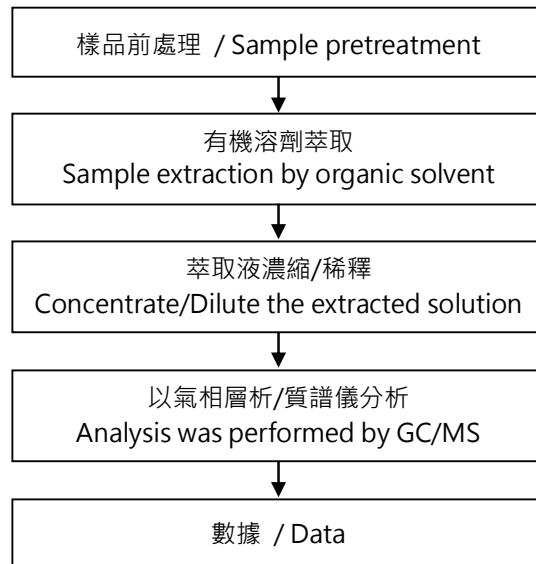 樣品前處理 / Sample pretreatment
有機溶劑萃取
Sample extraction by organic solvent
萃取液濃縮/稀釋
Concentrate/Dilute the extracted solution
以氣相層析/質譜儀分析
Analysis was performed by GC/MS
數據 / Data